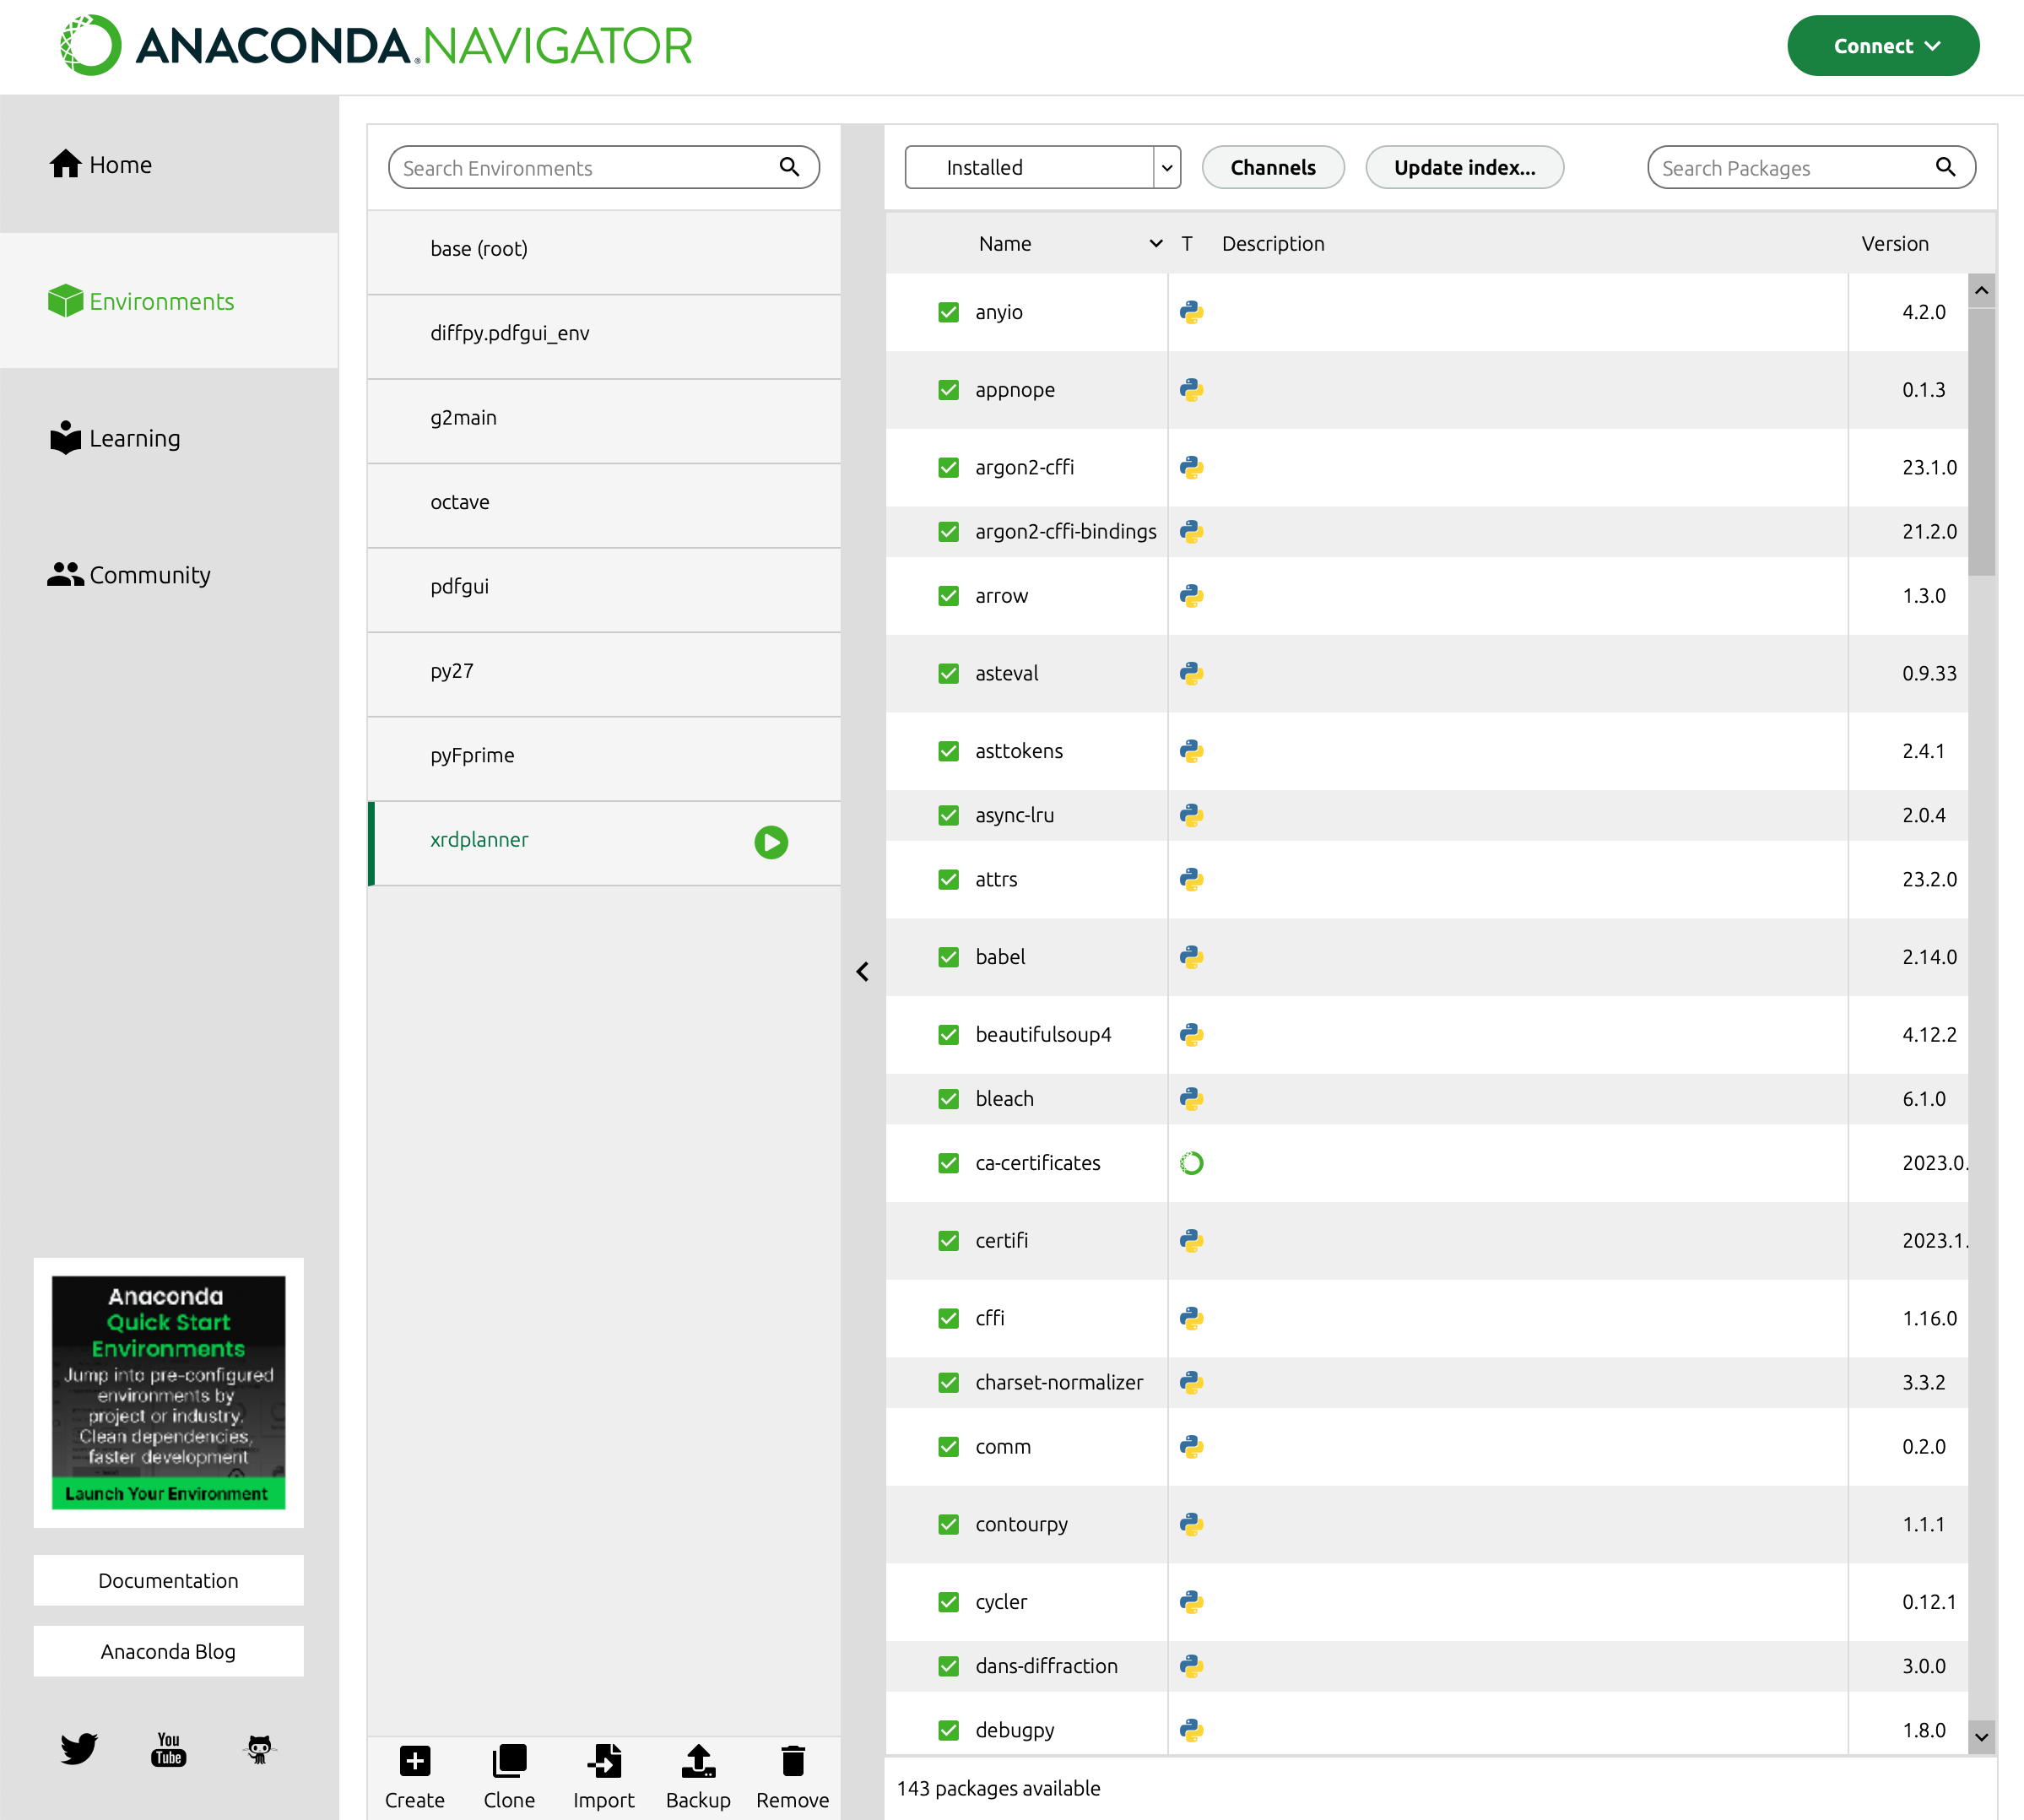 ANACONDA.NAVIGATOR
Connect
Home
Environments
Learning
Community
Anaconda
Quick Start
Environments
Jump into pre-configured
environments by
project or industry.
Clean dependencies,
faster development
Launch Your Environment
Documentation
Anaconda Blog
You
Tube
Search Environments
base (root)
diffpy.pdfgui_env
g2main
octave
pdfgui
py27
pyFprime
xrdplanner
Create Clone Import Backup Remove
Installed Channels Update index... Search Packages
Name T Description Version
anyio 4.2.0
appnope 0.1.3
argon2-cffi 23.1.0
argon2-cffi-bindings 21.2.0
arrow 1.3.0
asteval 0.9.33
asttokens 2.4.1
async-lru 2.0.4
attrs 23.2.0
babel 2.14.0
beautifulsoup4 4.12.2
bleach 6.1.0
ca-certificates 2023.0.
certifi 2023.1.
cffi 1.16.0
charset-normalizer 3.3.2
comm 0.2.0
contourpy 1.1.1
cycler 0.12.1
dans-diffraction 3.0.0
debugpy 1.8.0
143 packages available